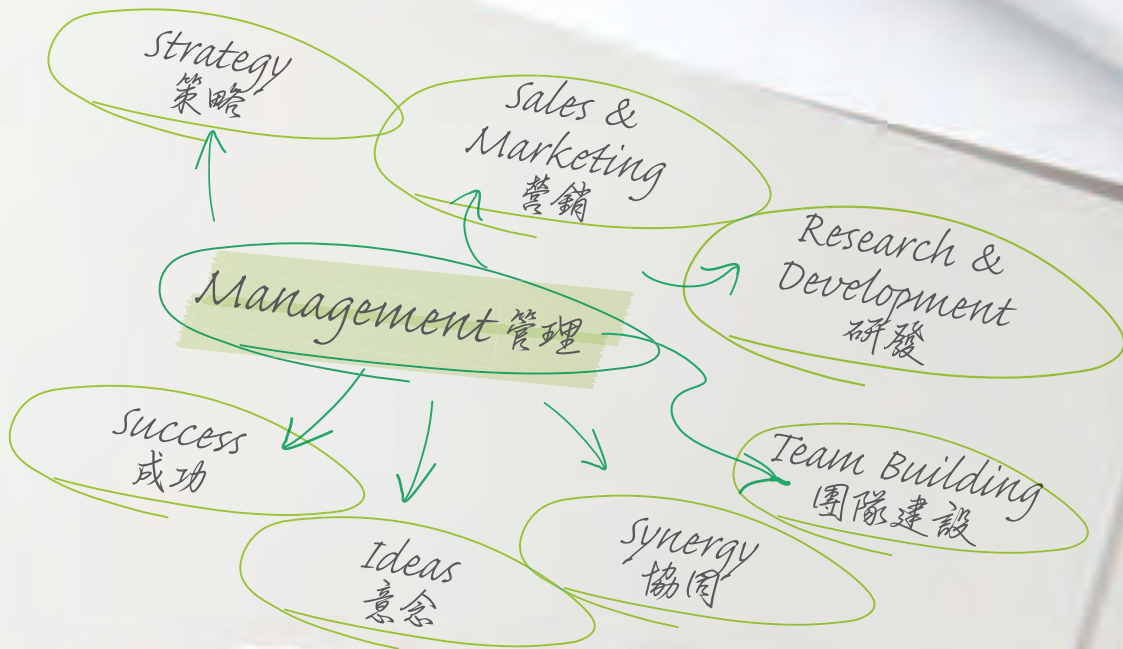 Strategy
策略
Sales &
Marketing
營銷
Research &
Development
研發
Management 管理
Success
成功
Team Building
團隊建設
Ideas
意念
Synergy
協同